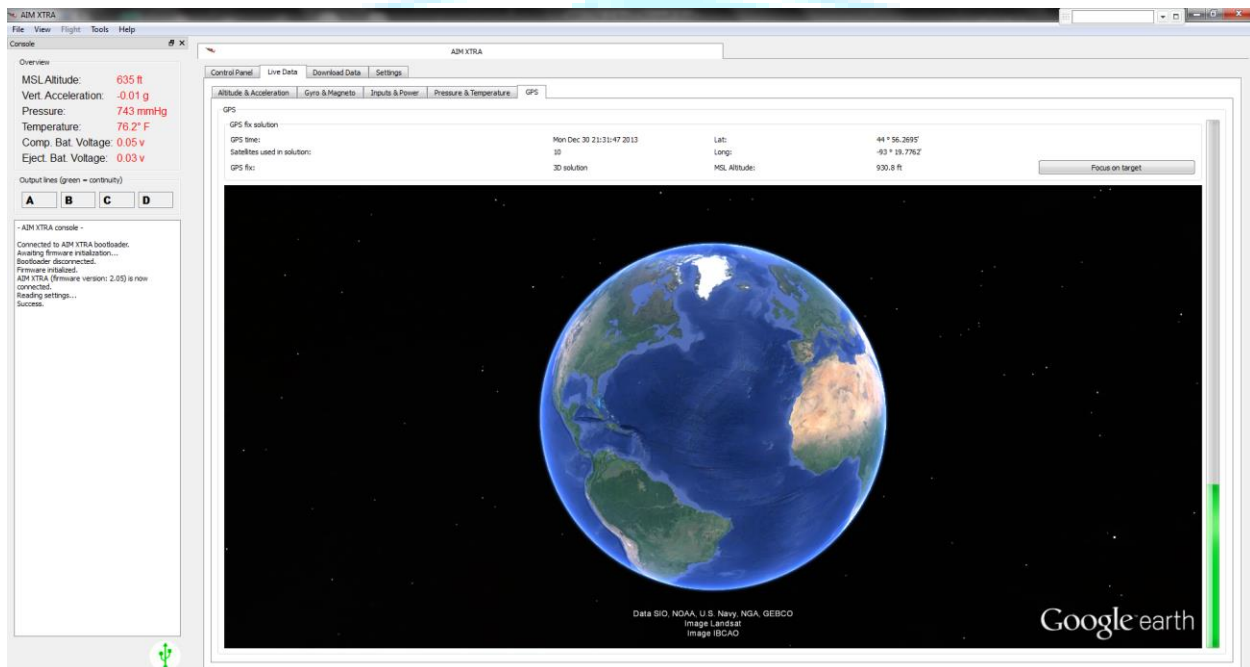 AIM XTRA
File View Flight Tools Help
Console
Overview
MSL Altitude: 635 ft
Vert. Acceleration: -0.01 g
Pressure: 743 mmHg
Temperature: 76.2° F
Comp. Bat. Voltage: 0.05 v
Eject. Bat. Voltage: 0.03 v
Output lines (green = continuity)
A B C D
- AIM XTRA console -
Connected to AIM XTRA bootloader.
Awaiting firmware initialization...
Bootloader disconnected.
Firmware initialized.
AIM XTRA (firmware version: 2.05) is now
connected.
Reading settings...
Success.
AIM XTRA
Control Panel Live Data Download Data Settings
Altitude & Acceleration Gyro & Magneto Inputs & Power Pressure & Temperature GPS
GPS
GPS fix solution
GPS time: Mon Dec 30 21:31:47 2013 Lat: 44 ° 56.2695'
Satellites used in solution: 10 Long: -93 ° 19.7762'
GPS fix: 3D solution MSL Altitude: 930.8 ft Focus on target
Data SIO, NOAA, U.S. Navy, NGA, GEBCO
Image Landsat
Image IBCAO
Google earth